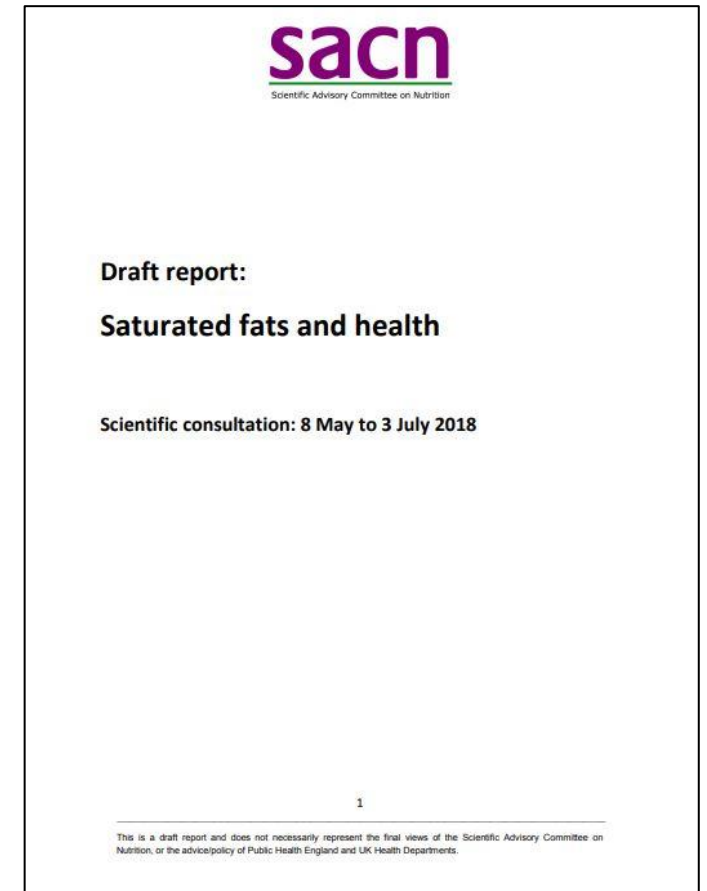 sacn
Scientific Advisory Committee on Nutrition
Draft report:
Saturated fats and health
Scientific consultation: 8 May to 3 July 2018
1
This is a draft report and does not necessarily represent the final views of the Scientific Advisory Committee on
Nutrition, or the advice/policy of Public Health England and UK Health Departments.